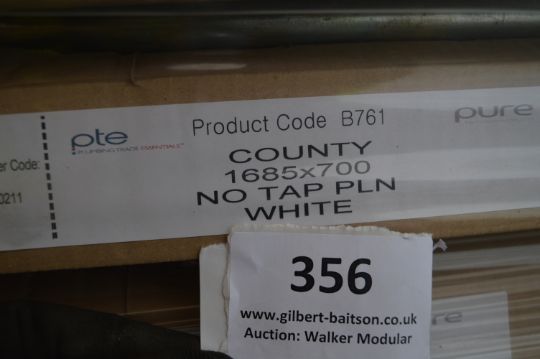 er Code:
0211
pte
PLUMBING TRADE ESSENTIALS
Product Code B761
COUNTY
1685x700
NO TAP PLN
WHITE
pure
356
www.gilbert-baitson.co.uk
Auction: Walker Modular
ure